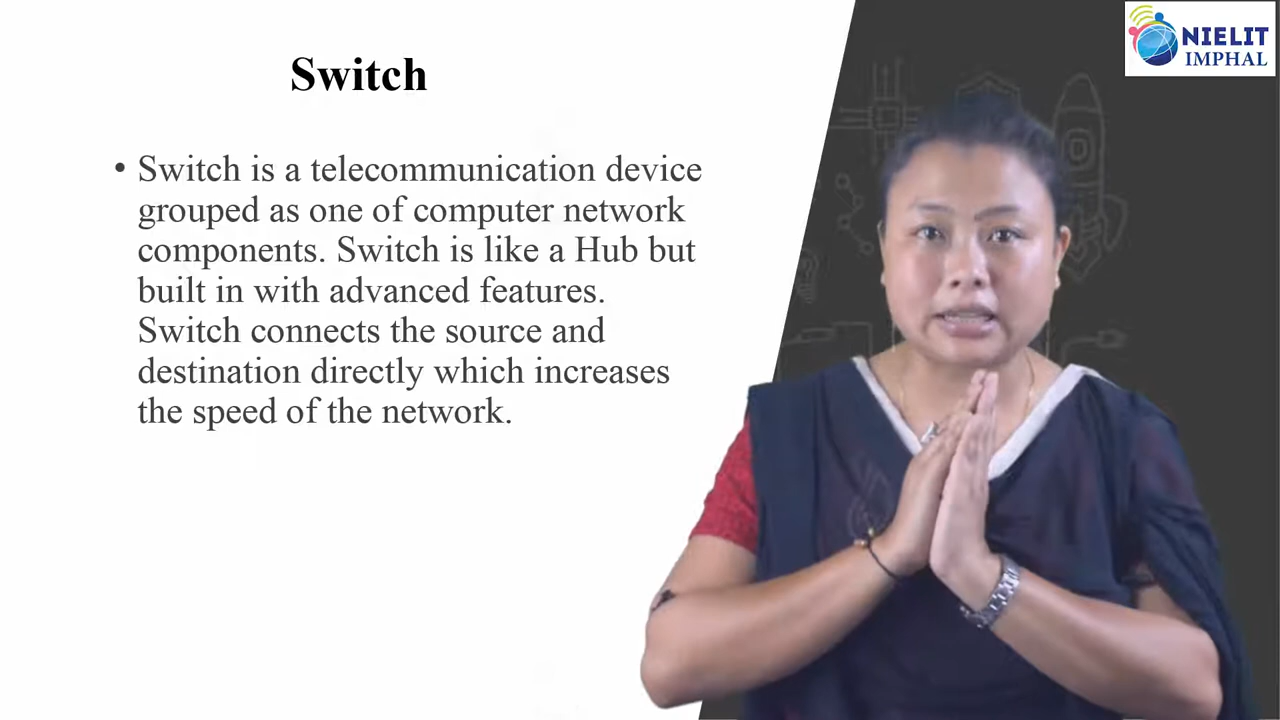 Switch
• Switch is a telecommunication device
grouped as one of computer network
components. Switch is like a Hub but
built in with advanced features.
Switch connects the source and
destination directly which increases
the speed of the network.
NIELIT
IMPHAL